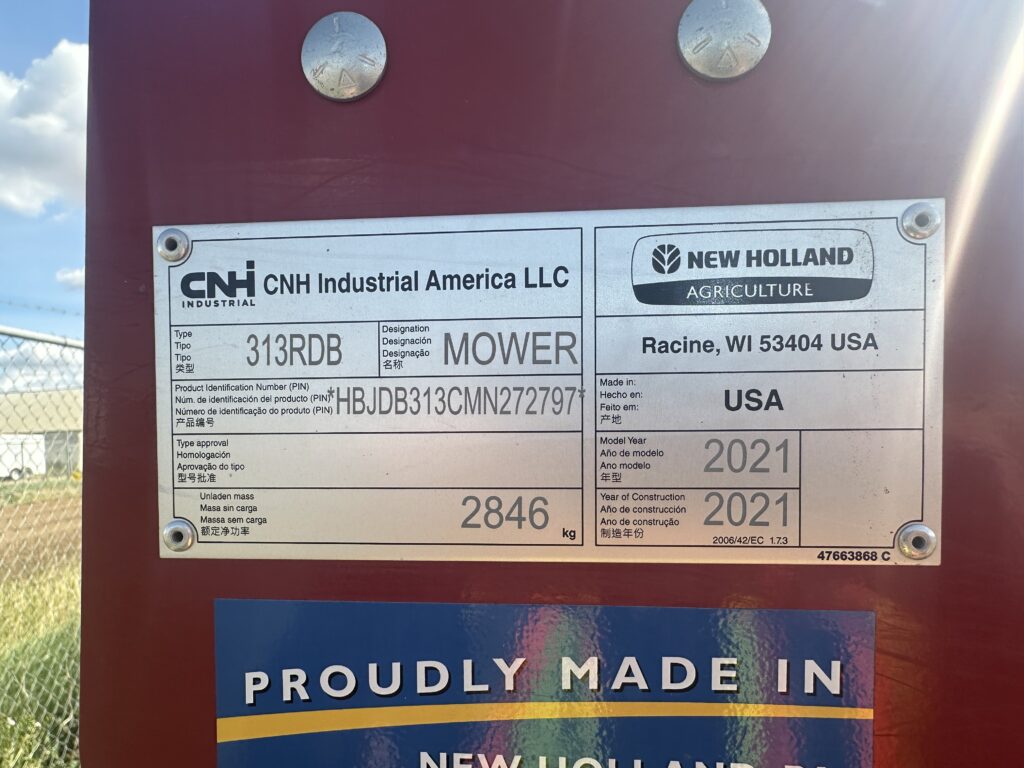 CNH
INDUSTRIAL
CNH Industrial America LLC
Type
Tipo
Tipo
类型
313RDB
Designation
Designación
Designação
名称
MOWER
Product Identification Number (PIN)
Núm. de identificación del producto (PIN)
Número de identificação do produto (PIN)
产品编号
*HBJDB313CMN272797*
Type approval
Homologación
Aprovação do tipo
型号批准
Unladen mass
Masa sin carga
Massa sem carga
额定净功率
2846
kg
NEW HOLLAND
AGRICULTURE
Racine, WI 53404 USA
Made in:
Hecho en:
Feito em:
产地
USA
Model Year
Año de modelo
Ano modelo
年型
2021
Year of Construction
Año de construcción
Ano de construção
制造年份
2021
2006/42/EC 1.7.3
47663868 C
PROUDLY MADE IN
NEW HOLLAND, PA